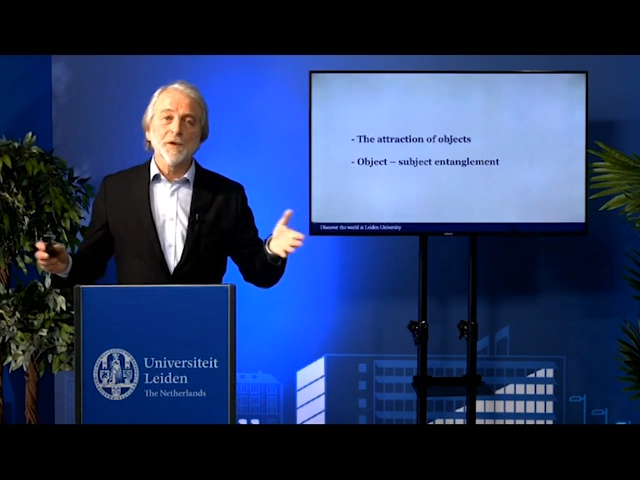 - The attraction of objects
- Object – subject entanglement
Discover the world at Leiden University
Universiteit
Leiden
The Netherlands